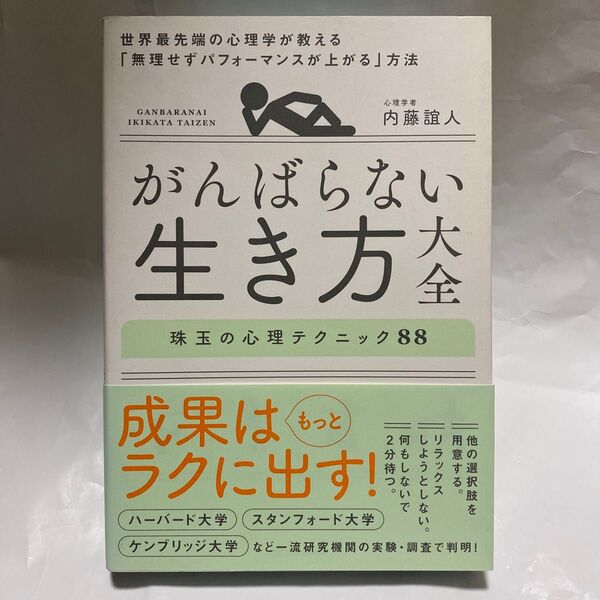 世界最先端の心理学が教える
「無理せずパフォーマンスが上がる」方法
GANBARANAI
IKIKATA TAIZEN
心理学者
内藤誼人
がんばらない
生き方
大全
珠玉の心理テクニック88
成果は
もっと
ラクに出す!
他の選択肢を
用意する。
リラックス
しようとしない。
何もしないで
2分待つ。
ハーバード大学
スタンフォード大学
ケンブリッジ大学
など一流研究機関の実験・調査で判明!